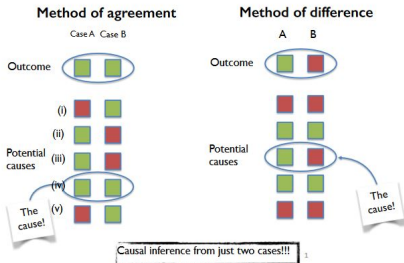 Method of agreement
Case A Case B
Outcome
(i)
(ii)
Potential
causes
(iii)
(iv)
(v)
The
cause!
Method of difference
A B
Outcome
Potential
causes
The
cause!
Causal inference from just two cases!!!
1